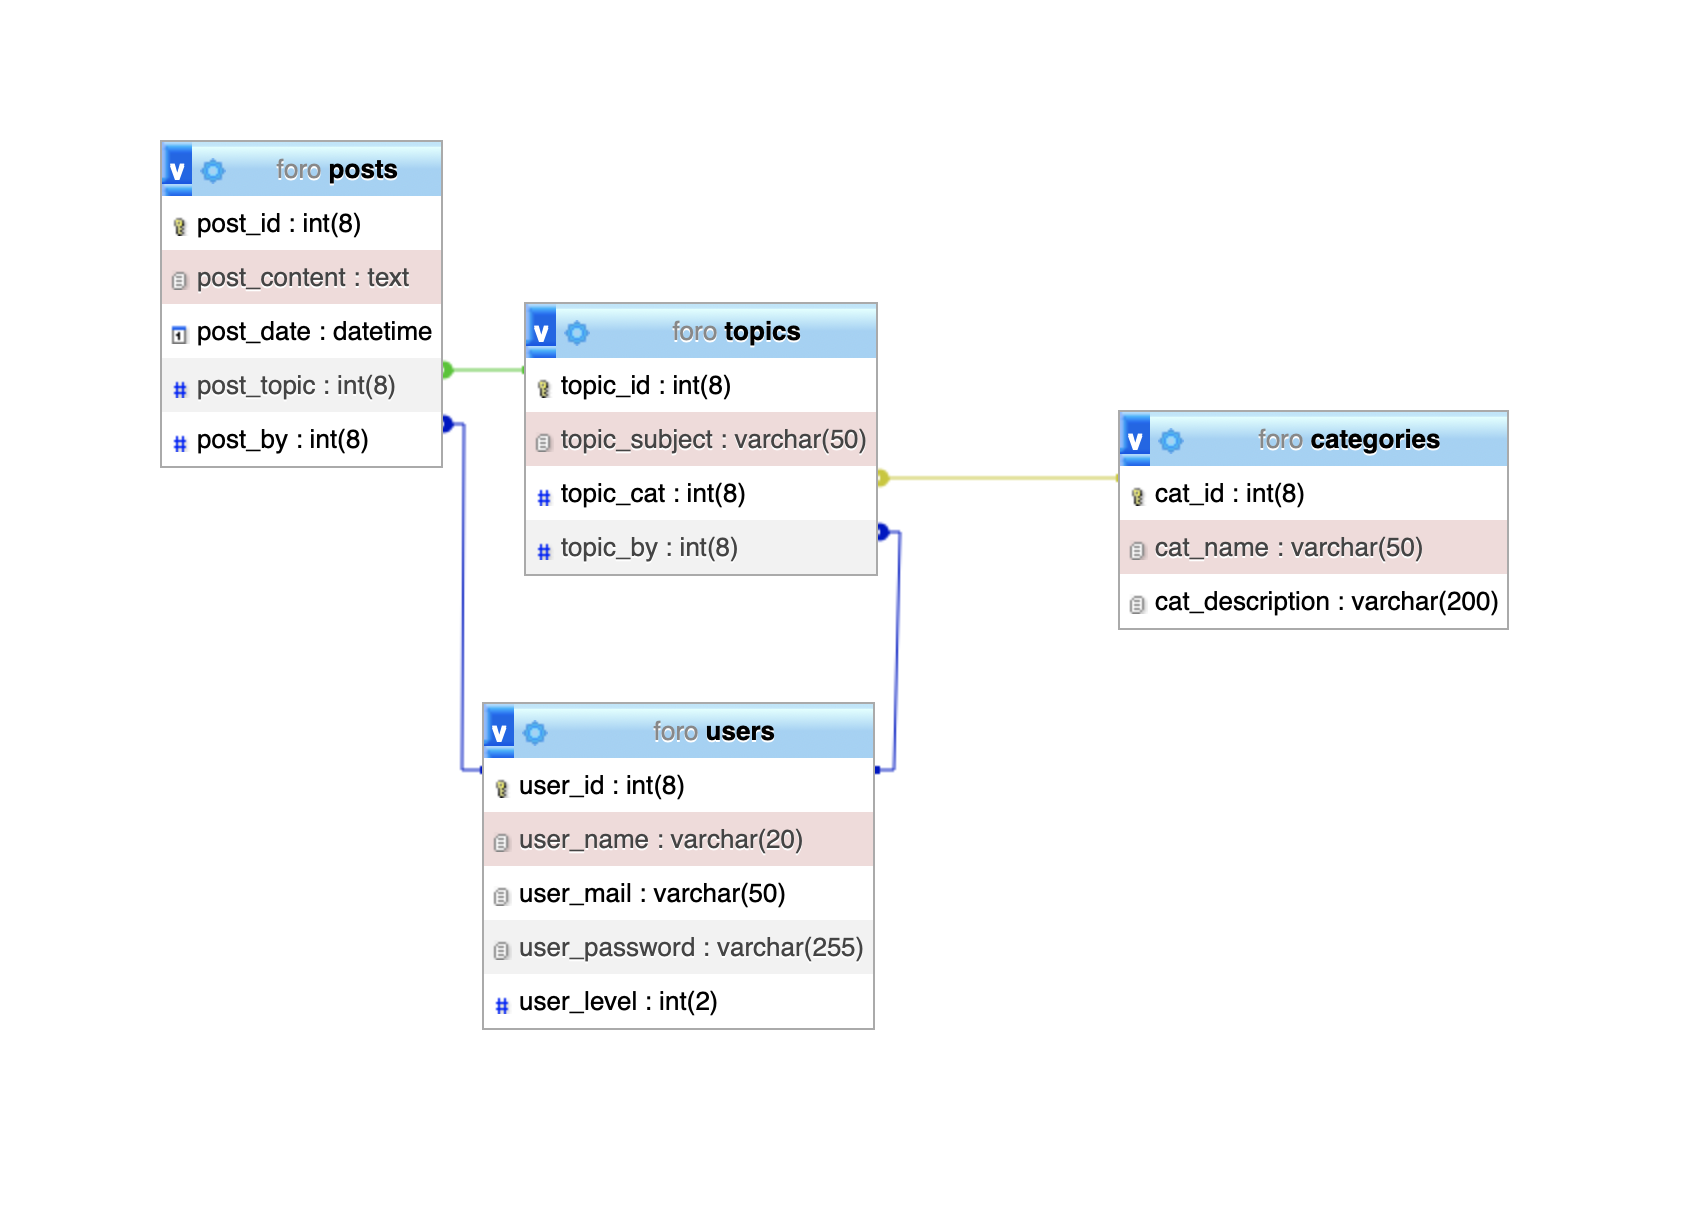 v foro posts
post_id : int(8)
post_content : text
post_date : datetime
# post_topic : int(8)
# post_by : int(8)
v foro topics
topic_id : int(8)
topic_subject : varchar(50)
# topic_cat : int(8)
# topic_by : int(8)
v foro categories
cat_id : int(8)
cat_name : varchar(50)
cat_description : varchar(200)
v foro users
user_id : int(8)
user_name : varchar(20)
user_mail : varchar(50)
user_password : varchar(255)
# user_level : int(2)